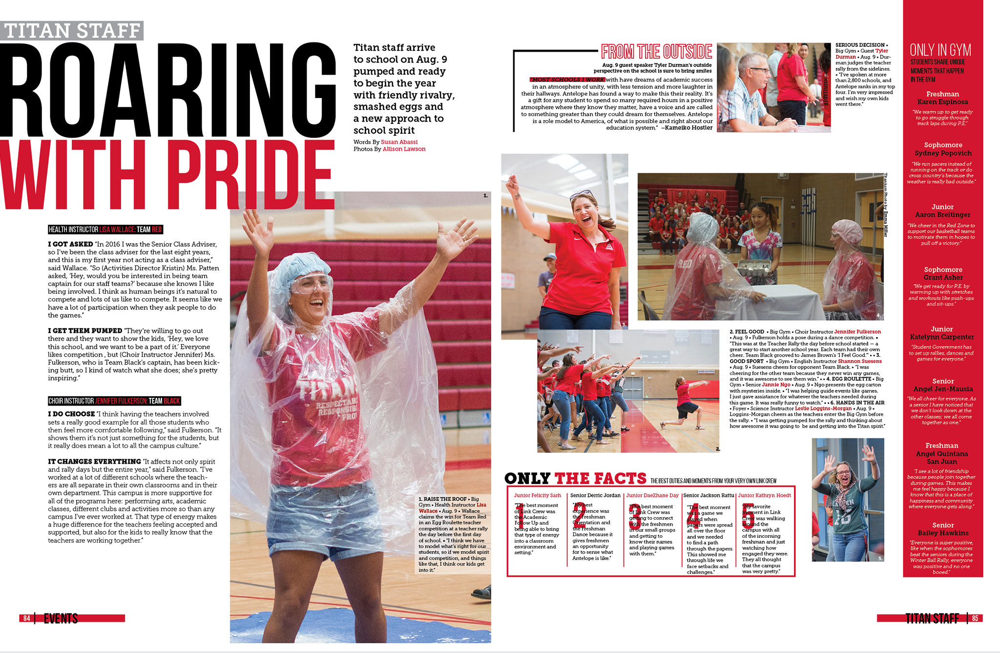 TITAN STAFF
ROARING
WITH PRIDE
Titan staff arrive
to school on Aug. 9
pumped and ready
to begin the year
with friendly rivalry,
smashed eggs and
a new approach to
school spirit
Words By Susan Abassi
Photos By Allison Lawson
HEALTH INSTRUCTOR LISA WALLACE: TEAM RED
I GOT ASKED "In 2016 I was the Senior Class Adviser,
so I've been the class adviser for the last eight years,
and this is my first year not acting as a class adviser,"
said Wallace. "So (Activities Director Kristin) Ms. Patten
asked, 'Hey, would you be interested in being team
captain for our staff teams?' because she knows I like
being involved. I think as human beings it's natural to
compete and lots of us like to compete. It seems like we
have a lot of participation when they ask people to do
the games."
I GET THEM PUMPED "They're willing to go out
there and they want to show the kids, 'Hey, we love
this school, and we want to be a part of it.' Everyone
likes competition , but (Choir Instructor Jennifer) Ms.
Fulkerson, who is Team Black's captain, has been kick-
ing butt, so I kind of watch what she does; she's pretty
inspiring."
CHOIR INSTRUCTOR JENNIFER FULKERSON: TEAM BLACK
I DO CHOOSE "I think having the teachers involved
sets a really good example for all those students who
then feel more comfortable following," said Fulkerson. "It
shows them it's not just something for the students, but
it really does mean a lot to all the campus culture."
IT CHANGES EVERYTHING "It affects not only spirit
and rally days but the entire year," said Fulkerson. "I've
worked at a lot of different schools where the teach-
ers are all separate in their own classrooms and in their
own department. This campus is more supportive for
all of the programs here: performing arts, academic
classes, different clubs and activities more so than any
campus I've ever worked at. That type of energy makes
a huge difference for the teachers feeling accepted and
supported, but also for the kids to really know that the
teachers are working together."
1.
TITANS
RESPECTABLE
RESPONSIBLE
PROUD
1. RAISE THE ROOF • Big
Gym • Health Instructor Lisa
Wallace • Aug. 9 • Wallace
claims the win for Team Red
in an Egg Roulette teacher
competition at a teacher rally
the day before the first day
of school. • "I think we have
to model what's right for our
students, so if we model spirit
and competition, and things
like that, I think our kids get
into it."
84 | EVENTS
FROM THE OUTSIDE
Aug. 9 guest speaker Tyler Durman's outside
perspective on the school is sure to bring smiles
"MOST SCHOOLS I WORK with have dreams of academic success
in an atmosphere of unity, with less tension and more laughter in
their hallways. Antelope has found a way to make this their reality. It's
a gift for any student to spend so many required hours in a positive
atmosphere where they know they matter, have a voice and are called
to something greater than they could dream for themselves. Antelope
is a role model to America, of what is possible and right about our
education system." –Kameiko Hostler
SERIOUS DECISION •
Big Gym • Guest Tyler
Durman • Aug. 9 • Dur-
man judges the teacher
rally from the sidelines.
• "I've spoken at more
than 2,800 schools, and
Antelope ranks in my top
four. I'm very impressed
and wish my own kids
went there."
3.
RED
Titanium Photo by Emma Miller
4.
2.
2. FEEL GOOD • Big Gym • Choir Instructor Jennifer Fulkerson
• Aug. 9 • Fulkerson holds a pose during a dance competition. •
"This was at the Teacher Rally the day before school started — a
great way to start another school year. Each team had their own
cheer. Team Black grooved to James Brown's 'I Feel Good.'" • • 3.
GOOD SPORT • Big Gym • English Instructor Shannon Suesens
• Aug. 9 • Suesens cheers for opponent Team Black. • "I was
cheering for the other team because they never win any games,
and it was awesome to see them win." • • 4. EGG ROULETTE • Big
Gym • Senior Jannie Ngo • Aug. 9 • Ngo presents the egg carton
with mysteries inside. • "I was helping guide events like games.
I just gave assistance for whatever the teachers needed during
this game. It was really funny to watch." • • 6. HANDS IN THE AIR
• Foyer • Science Instructor Leslie Loggins-Morgan • Aug. 9 •
Loggins-Morgan cheers as the teachers enter the Big Gym before
the rally. • "I was getting pumped for the rally and thinking about
how awesome it was going to be and getting into the Titan spirit."
5.
ONLY THE FACTS THE BEST DUTIES AND MOMENTS FROM YOUR VERY OWN LINK CREW
Junior Felicity Sarh
1
"The best moment
of Link Crew was
the Academic
Follow Up and
being able to bring
that type of energy
into a classroom
environment and
setting."
Senior Derric Jordan
2
"My best
experience was
the Freshman
Orientation and
the Freshman
Dance because it
gives freshmen
an opportunity
for to sense what
Antelope is like."
Junior DaeZhane Day
3
"The best moment
of Link Crew was
getting to connect
with the freshmen
in our small groups
and getting to
know their names
and playing games
with them."
Senior Jackson Rattu
4
"The best moment
was a game we
played when
papers were spread
all over the floor
and we needed
to find a path
through the papers.
This showed me
through life we
face setbacks and
challenges."
Junior Kathryn Hoedt
5
"My favorite
moment in Link
Crew was walking
around the
campus with all
of the incoming
freshman and just
watching how
engaged they were.
They all thought
that the campus
was very pretty."
ONLY IN GYM
STUDENTS SHARE UNIQUE
MOMENTS THAT HAPPEN
IN THE GYM
Freshman
Karen Espinosa
"We warm up to get ready
to go struggle through
track laps during P.E."
Sophomore
Sydney Popovich
"We run pacers instead of
running on the track or do
cross country's because the
weather is really bad outside."
Junior
Aaron Breitinger
"We cheer in the Red Zone to
support our basketball teams
to motivate them in hopes to
pull off a victory."
Sophomore
Grant Asher
"We get ready for P.E. by
warming up with stretches
and workouts like push-ups
and sit-ups."
Junior
Katelynn Carpenter
"Student Government has
to set up rallies, dances and
games for everyone."
Senior
Angel Jen-Mausia
"We all cheer for everyone. As
a senior I have noticed that
we don't look down at the
other classes; we all come
together as one."
Freshman
Angel Quintana
San Juan
"I see a lot of friendship
because people join together
during games. This makes
me feel happy because I
know that this is a place of
happiness and community
where everyone gets along."
Senior
Bailey Hawkins
"Everyone is super positive,
like when the sophomores
beat the seniors during the
Winter Ball Rally, everyone
was positive and no one
booed."
TITAN STAFF | 85